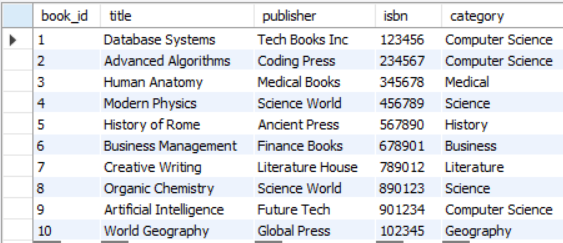 book_id title publisher isbn category
1 Database Systems Tech Books Inc 123456 Computer Science
2 Advanced Algorithms Coding Press 234567 Computer Science
3 Human Anatomy Medical Books 345678 Medical
4 Modern Physics Science World 456789 Science
5 History of Rome Ancient Press 567890 History
6 Business Management Finance Books 678901 Business
7 Creative Writing Literature House 789012 Literature
8 Organic Chemistry Science World 890123 Science
9 Artificial Intelligence Future Tech 901234 Computer Science
10 World Geography Global Press 102345 Geography